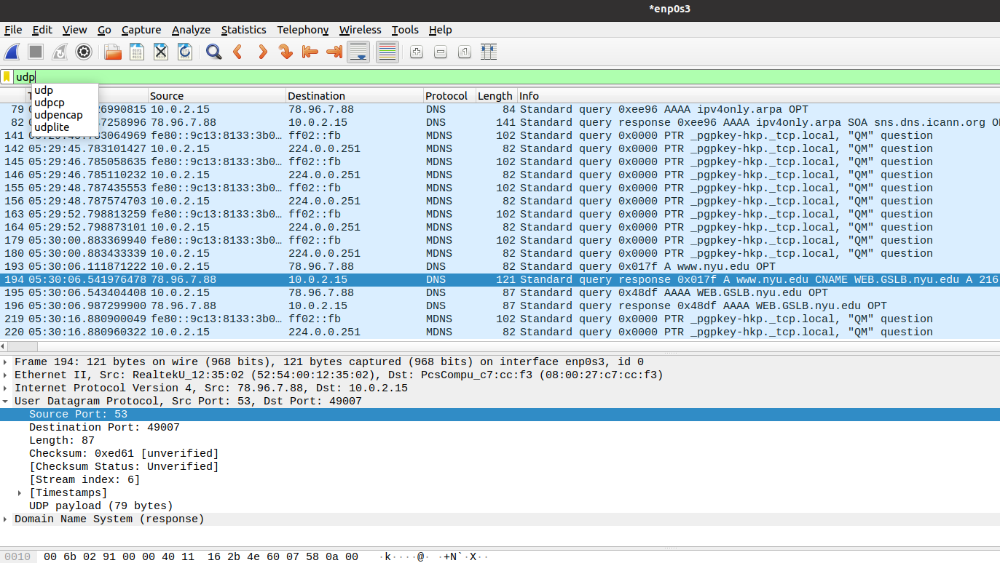 *enp0s3
File Edit View Go Capture Analyze Statistics Telephony Wireless Tools Help
udp
udp
udpcp
udpencap
udplite
T Source Destination Protocol Length Info
79 0 26990815 10.0.2.15 78.96.7.88 DNS 84 Standard query 0xee96 AAAA ipv4only.arpa OPT
82 0 47258996 78.96.7.88 10.0.2.15 DNS 141 Standard query response 0xee96 AAAA ipv4only.arpa SOA sns.dns.icann.org O
141 05:29:45.783064969 fe80::9c13:8133:3b0… ff02::fb MDNS 102 Standard query 0x0000 PTR _pgpkey-hkp._tcp.local, "QM" question
142 05:29:45.783101427 10.0.2.15 224.0.0.251 MDNS 82 Standard query 0x0000 PTR _pgpkey-hkp._tcp.local, "QM" question
145 05:29:46.785058635 fe80::9c13:8133:3b0… ff02::fb MDNS 102 Standard query 0x0000 PTR _pgpkey-hkp._tcp.local, "QM" question
146 05:29:46.785110232 10.0.2.15 224.0.0.251 MDNS 82 Standard query 0x0000 PTR _pgpkey-hkp._tcp.local, "QM" question
155 05:29:48.787435553 fe80::9c13:8133:3b0… ff02::fb MDNS 102 Standard query 0x0000 PTR _pgpkey-hkp._tcp.local, "QM" question
156 05:29:48.787574703 10.0.2.15 224.0.0.251 MDNS 82 Standard query 0x0000 PTR _pgpkey-hkp._tcp.local, "QM" question
163 05:29:52.798813259 fe80::9c13:8133:3b0… ff02::fb MDNS 102 Standard query 0x0000 PTR _pgpkey-hkp._tcp.local, "QM" question
164 05:29:52.798873101 10.0.2.15 224.0.0.251 MDNS 82 Standard query 0x0000 PTR _pgpkey-hkp._tcp.local, "QM" question
179 05:30:00.883369940 fe80::9c13:8133:3b0… ff02::fb MDNS 102 Standard query 0x0000 PTR _pgpkey-hkp._tcp.local, "QM" question
180 05:30:00.883433339 10.0.2.15 224.0.0.251 MDNS 82 Standard query 0x0000 PTR _pgpkey-hkp._tcp.local, "QM" question
193 05:30:06.111871222 10.0.2.15 78.96.7.88 DNS 82 Standard query 0x017f A www.nyu.edu OPT
194 05:30:06.541976478 78.96.7.88 10.0.2.15 DNS 121 Standard query response 0x017f A www.nyu.edu CNAME WEB.GSLB.nyu.edu A 216
195 05:30:06.543404408 10.0.2.15 78.96.7.88 DNS 87 Standard query 0x48df AAAA WEB.GSLB.nyu.edu OPT
196 05:30:06.987299900 78.96.7.88 10.0.2.15 DNS 87 Standard query response 0x48df AAAA WEB.GSLB.nyu.edu OPT
219 05:30:16.880900049 fe80::9c13:8133:3b0… ff02::fb MDNS 102 Standard query 0x0000 PTR _pgpkey-hkp._tcp.local, "QM" question
220 05:30:16.880960322 10.0.2.15 224.0.0.251 MDNS 82 Standard query 0x0000 PTR _pgpkey-hkp._tcp.local, "QM" question
Frame 194: 121 bytes on wire (968 bits), 121 bytes captured (968 bits) on interface enp0s3, id 0
Ethernet II, Src: RealtekU_12:35:02 (52:54:00:12:35:02), Dst: PcsCompu_c7:cc:f3 (08:00:27:c7:cc:f3)
Internet Protocol Version 4, Src: 78.96.7.88, Dst: 10.0.2.15
User Datagram Protocol, Src Port: 53, Dst Port: 49007
Source Port: 53
Destination Port: 49007
Length: 87
Checksum: 0xed61 [unverified]
[Checksum Status: Unverified]
[Stream index: 6]
[Timestamps]
UDP payload (79 bytes)
Domain Name System (response)
0010 00 6b 02 91 00 00 40 11 16 2b 4e 60 07 58 0a 00 ·k····@· ·+N`·X··